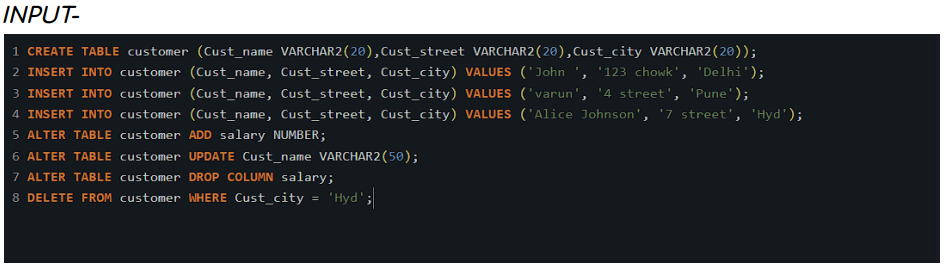 INPUT-
1 CREATE TABLE customer (Cust_name VARCHAR2(20),Cust_street VARCHAR2(20),Cust_city VARCHAR2(20));
2 INSERT INTO customer (Cust_name, Cust_street, Cust_city) VALUES ('John ', '123 chowk', 'Delhi');
3 INSERT INTO customer (Cust_name, Cust_street, Cust_city) VALUES ('varun', '4 street', 'Pune');
4 INSERT INTO customer (Cust_name, Cust_street, Cust_city) VALUES ('Alice Johnson', '7 street', 'Hyd');
5 ALTER TABLE customer ADD salary NUMBER;
6 ALTER TABLE customer UPDATE Cust_name VARCHAR2(50);
7 ALTER TABLE customer DROP COLUMN salary;
8 DELETE FROM customer WHERE Cust_city = 'Hyd';